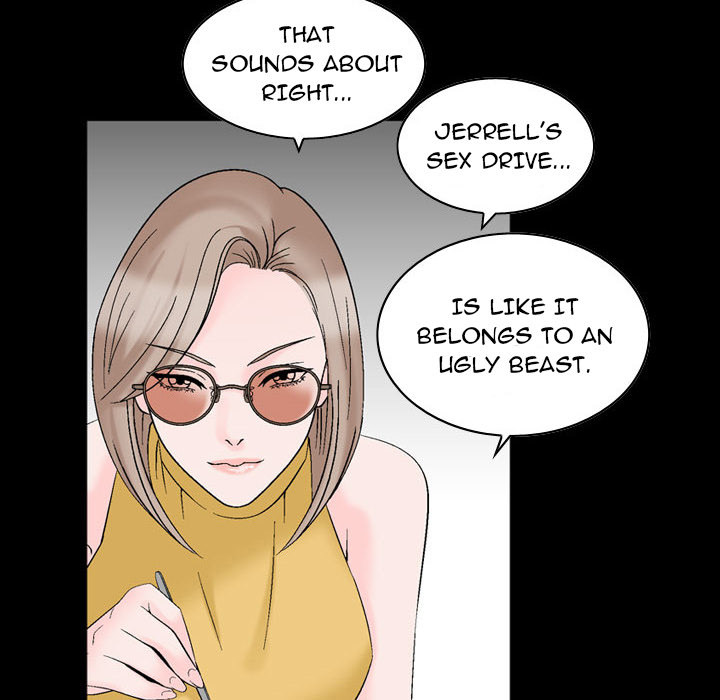 THAT
SOUNDS ABOUT
RIGHT...
JERRELL'S
SEX DRIVE...
IS LIKE IT
BELONGS TO AN
UGLY BEAST.